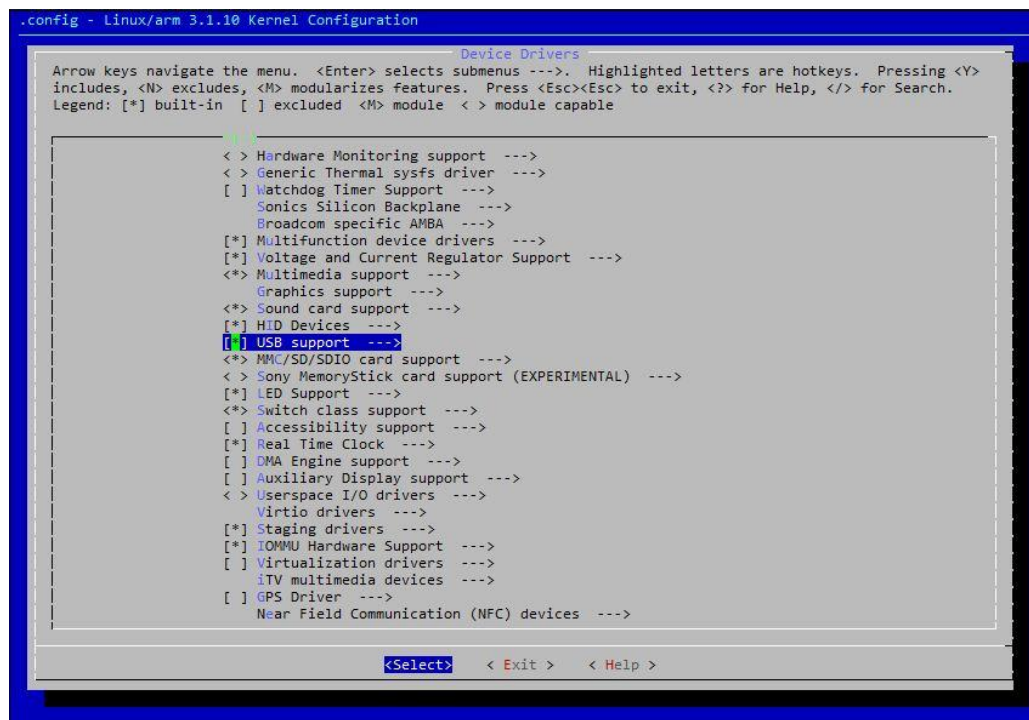 .config - Linux/arm 3.1.10 Kernel Configuration
Device Drivers
Arrow keys navigate the menu.  <Enter> selects submenus --->.  Highlighted letters are hotkeys.  Pressing <Y>
includes, <N> excludes, <M> modularizes features.  Press <Esc><Esc> to exit, <?> for Help, </> for Search.
Legend: [*] built-in  [ ] excluded  <M> module  < > module capable
< > Hardware Monitoring support  --->
< > Generic Thermal sysfs driver  --->
[ ] Watchdog Timer Support  --->
Sonics Silicon Backplane  --->
Broadcom specific AMBA  --->
[*] Multifunction device drivers  --->
[*] Voltage and Current Regulator Support  --->
<*> Multimedia support  --->
Graphics support  --->
<*> Sound card support  --->
[*] HID Devices  --->
[*] USB support  --->
<*> MMC/SD/SDIO card support  --->
< > Sony MemoryStick card support (EXPERIMENTAL)  --->
[*] LED Support  --->
<*> Switch class support  --->
[ ] Accessibility support  --->
[*] Real Time Clock  --->
[ ] DMA Engine support  --->
[ ] Auxiliary Display support  --->
< > Userspace I/O drivers  --->
Virtio drivers  --->
[*] Staging drivers  --->
[*] IOMMU Hardware Support  --->
[ ] Virtualization drivers  --->
iTV multimedia devices  --->
[ ] GPS Driver  --->
Near Field Communication (NFC) devices  --->
<Select>    < Exit >    < Help >